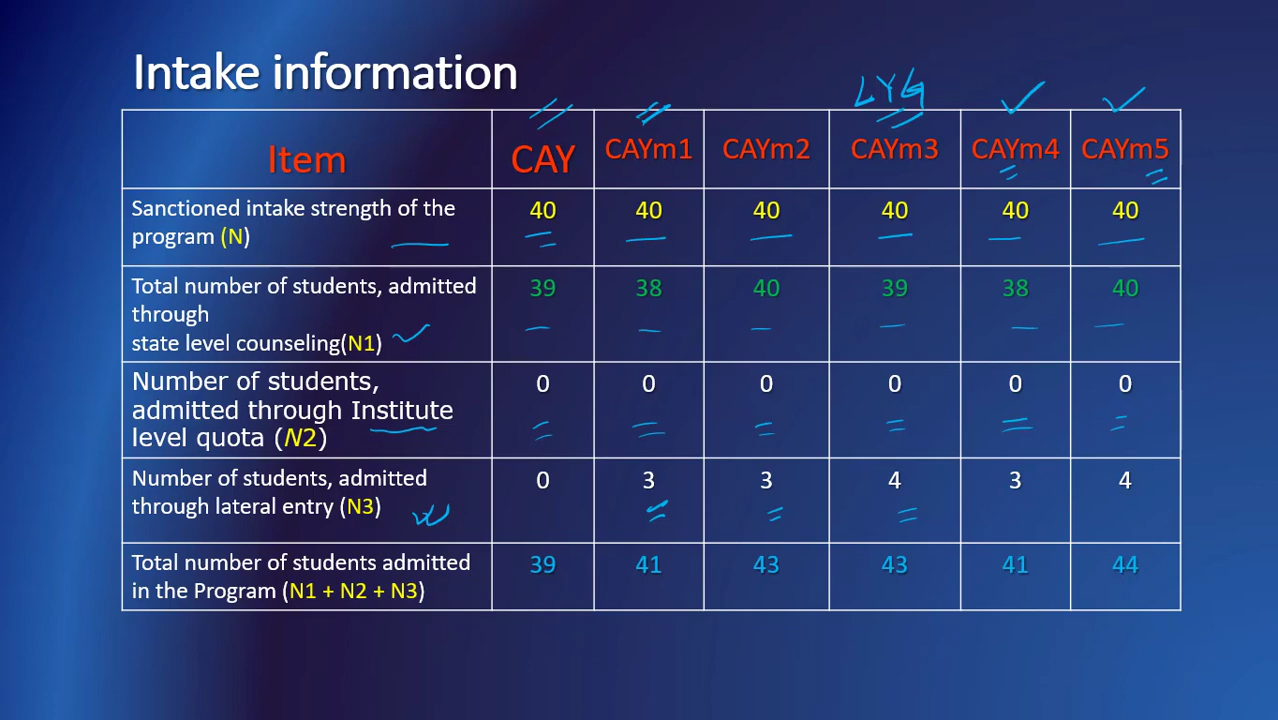 Intake information
LYG
Item CAY CAYm1 CAYm2 CAYm3 CAYm4 CAYm5
Sanctioned intake strength of the
program (N)
40 40 40 40 40 40
Total number of students, admitted
through
state level counseling(N1)
39 38 40 39 38 40
Number of students,
admitted through Institute
level quota (N2)
0 0 0 0 0 0
Number of students, admitted
through lateral entry (N3)
0 3 3 4 3 4
Total number of students admitted
in the Program (N1 + N2 + N3)
39 41 43 43 41 44